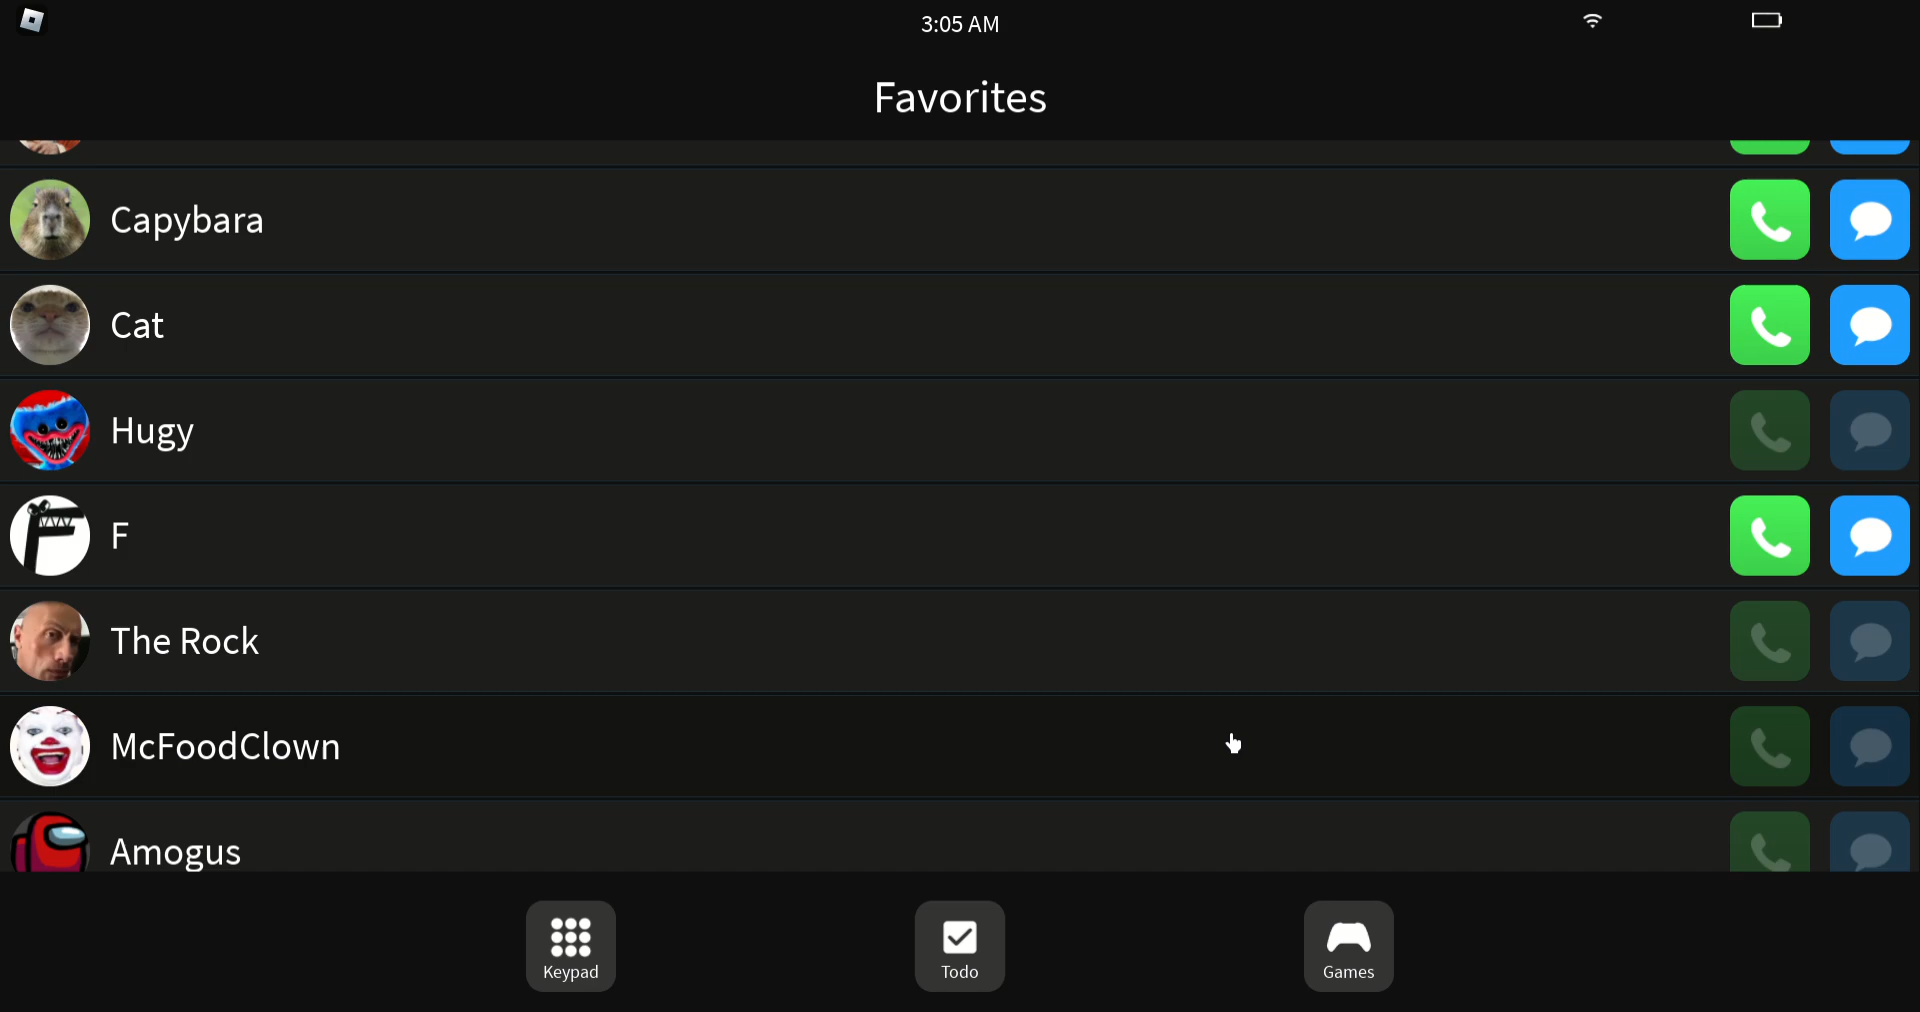 3:05 AM
Favorites
Capybara
Cat
Hugy
F
The Rock
McFoodClown
Amogus
Keypad
Todo
Games